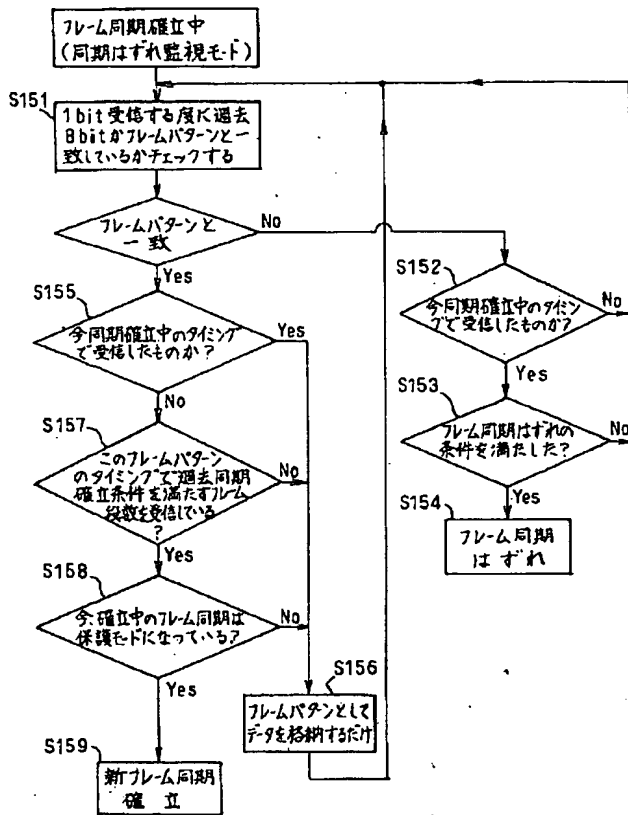 フレーム同期確立中
(同期はずれ監視モード)
S151
1bit受信する度に過去
8bitがフレームパターンと一
致しているかチェックする
フレームパターンと
一致
No
Yes
S152
今同期確立中のタイミン
グで受信したものか?
No
Yes
S153
フレーム同期はずれの
条件を満たした?
No
Yes
S154
フレーム同期
はずれ
S155
今同期確立中のタイミング
で受信したものか?
Yes
No
S157
このフレームパターン
のタイミングで過去同期
確立条件を満たすフレーム
段数を受信している
?
No
Yes
S158
今、確立中のフレーム同期は
保護モードになっている?
No
Yes
S156
フレームパターンとして
データを格納するだけ
S159
新フレーム同期
確立